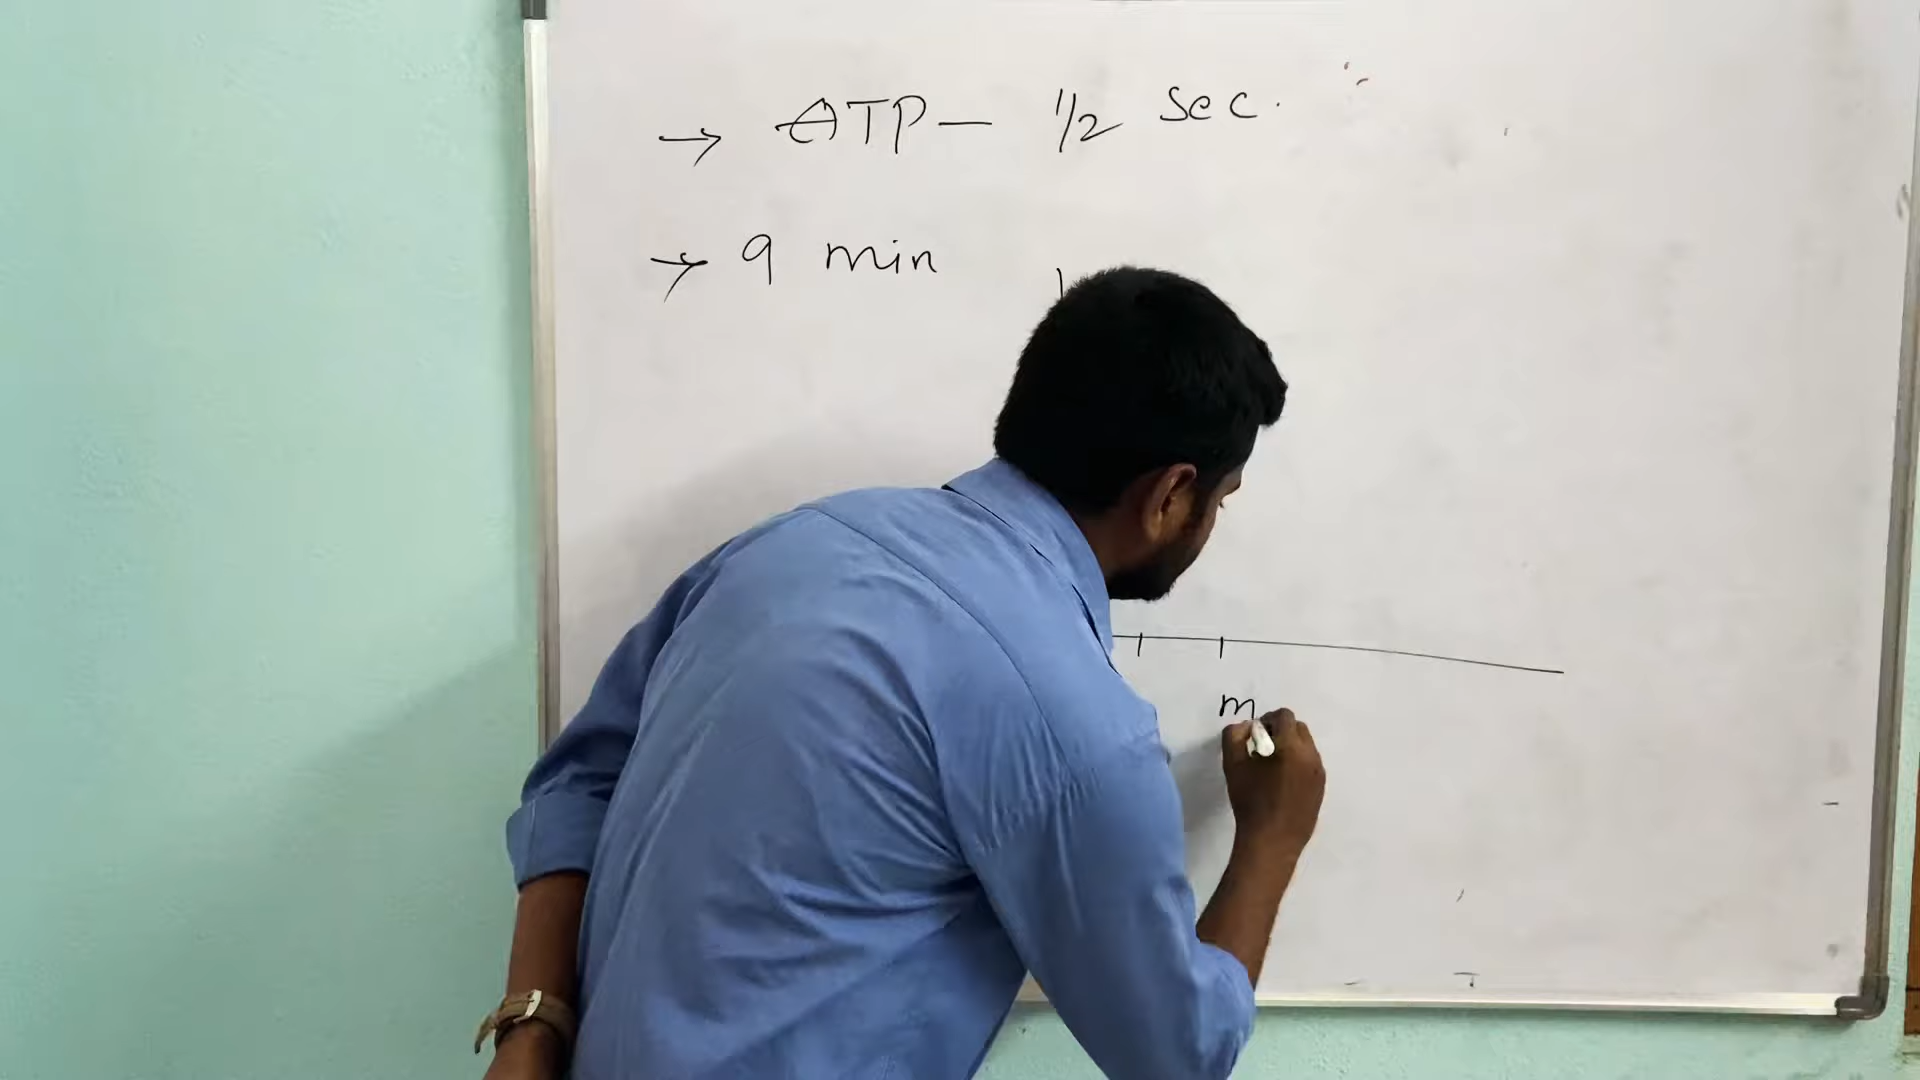 → ATP — 1/2 sec.
→ 9 min
m